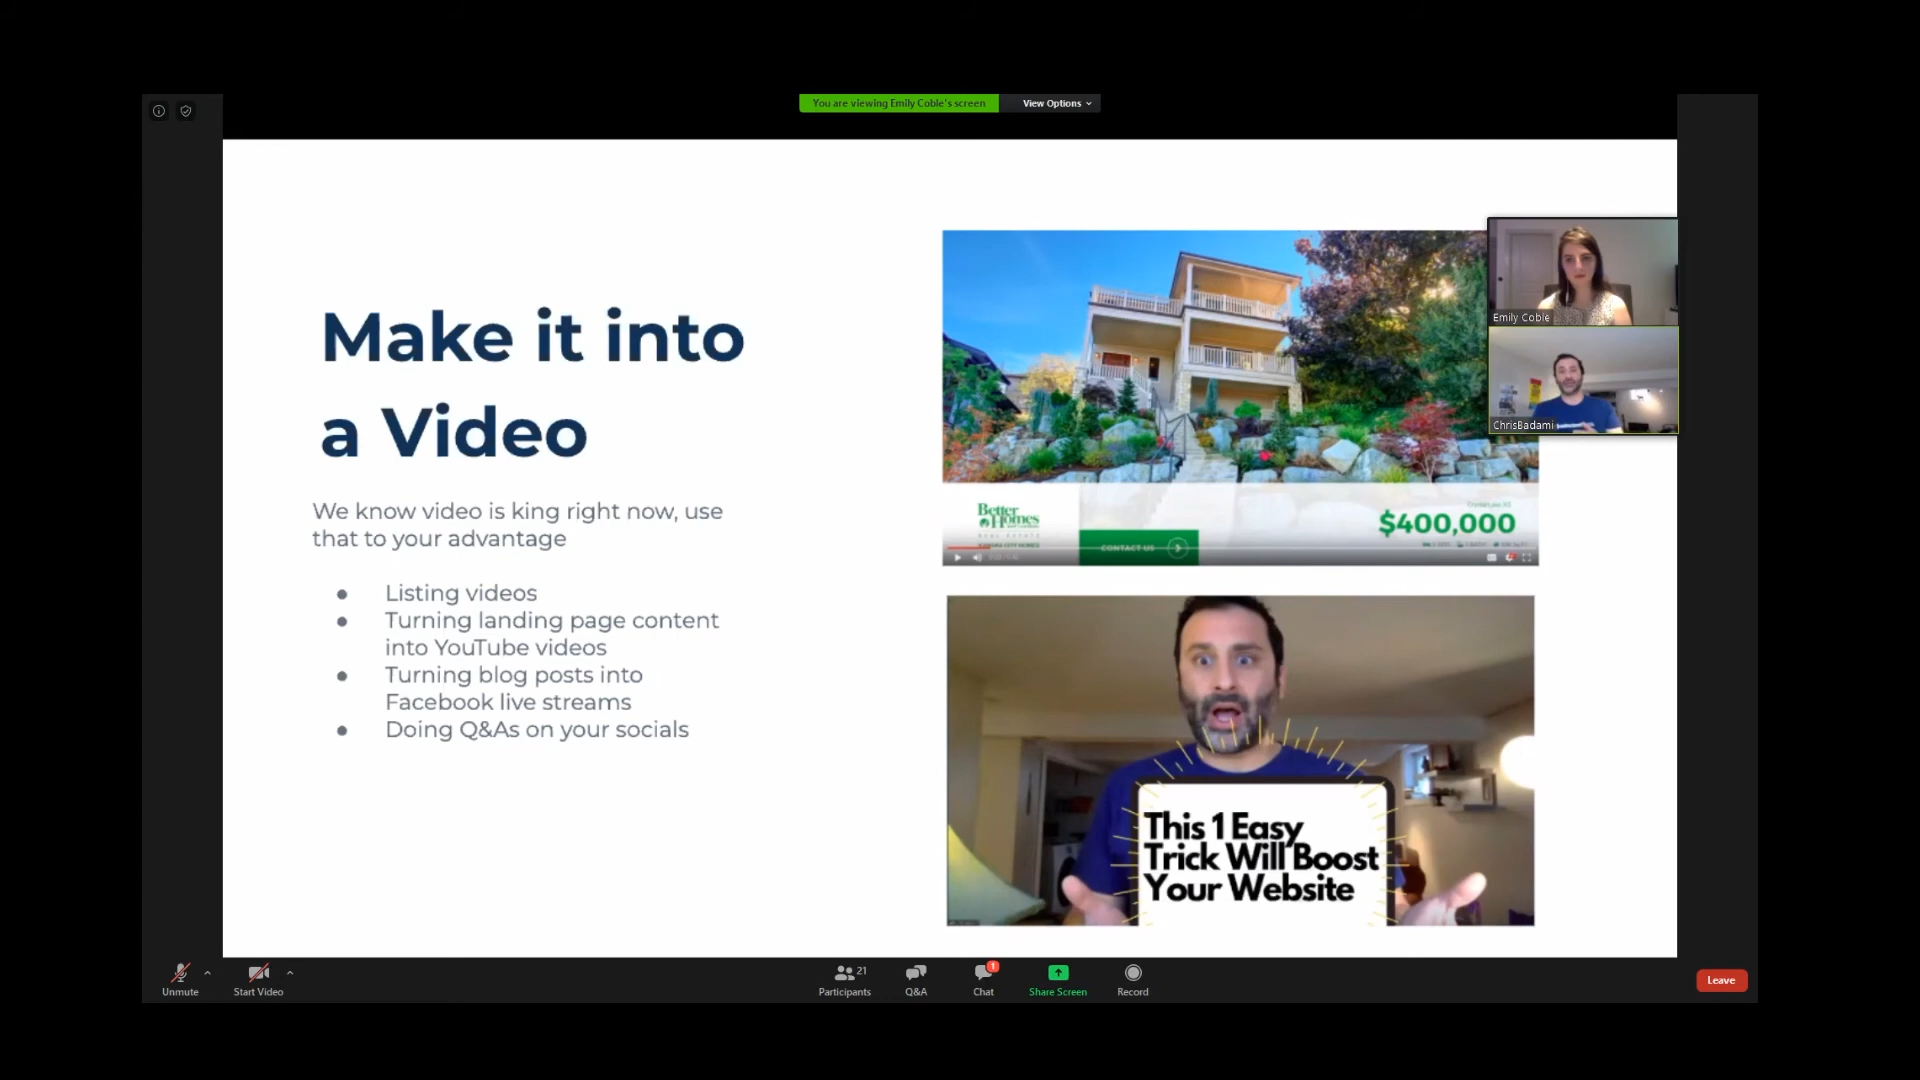 You are viewing Emily Coble's screen
View Options
Make it into
a Video
We know video is king right now, use
that to your advantage
● Listing videos
● Turning landing page content
into YouTube videos
● Turning blog posts into
Facebook live streams
● Doing Q&As on your socials
Better
Homes
REAL ESTATE
CONTACT US
$400,000
This 1 Easy
Trick Will Boost
Your Website
Emily Coble
ChrisBadami
Unmute
Start Video
21
Participants
Q&A
1
Chat
Share Screen
Record
Leave